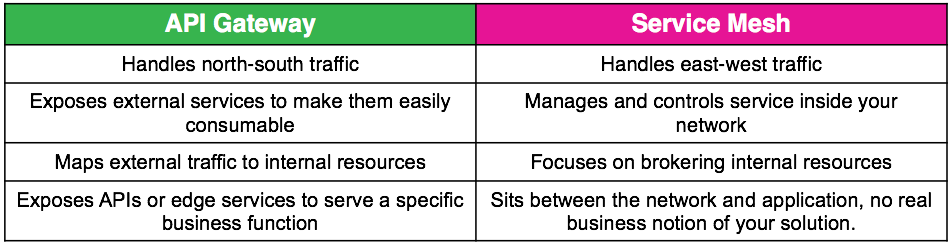 API Gateway
Service Mesh
Handles north-south traffic
Handles east-west traffic
Exposes external services to make them easily
consumable
Manages and controls service inside your
network
Maps external traffic to internal resources
Focuses on brokering internal resources
Exposes APIs or edge services to serve a specific
business function
Sits between the network and application, no real
business notion of your solution.